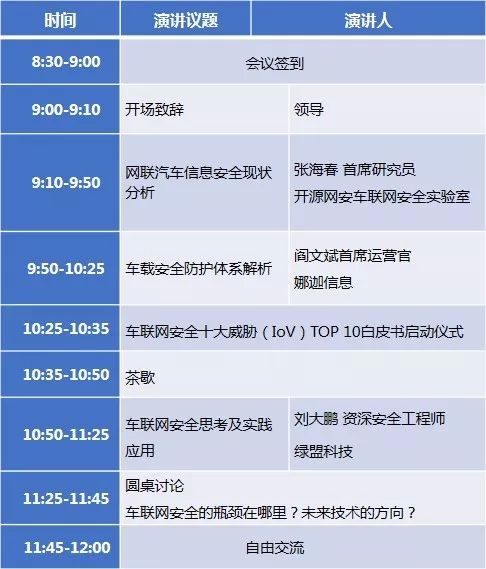 时间 演讲议题 演讲人
8:30-9:00 会议签到
9:00-9:10 开场致辞 领导
9:10-9:50 网联汽车信息安全现状 张海春 首席研究员
分析 开源网安车联网安全实验室
9:50-10:25 车载安全防护体系解析 阎文斌首席运营官
娜迦信息
10:25-10:35 车联网安全十大威胁（IoV）TOP 10白皮书启动仪式
10:35-10:50 茶歇
10:50-11:25 车联网安全思考及实践 刘大鹏 资深安全工程师
应用 绿盟科技
11:25-11:45 圆桌讨论
车联网安全的瓶颈在哪里？未来技术的方向？
11:45-12:00 自由交流